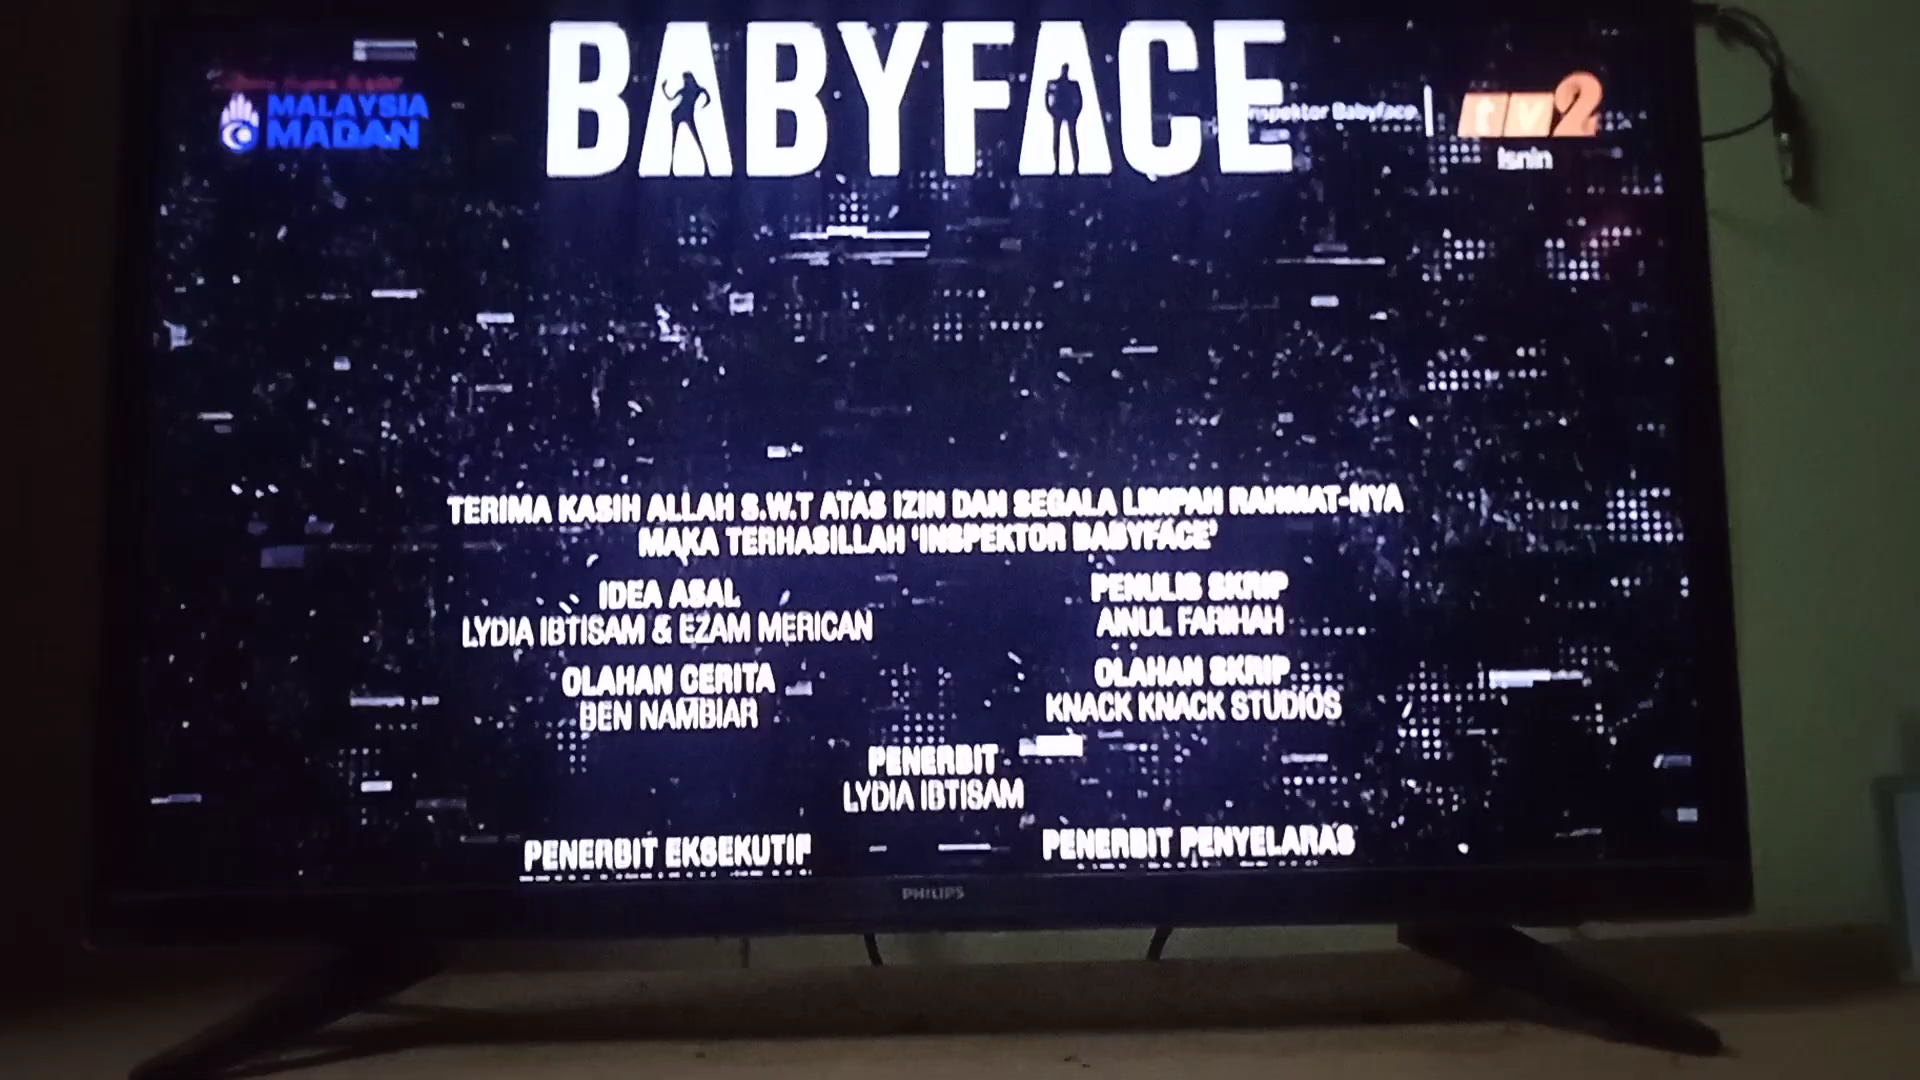 BABYFACE
MALAYSIA
MADANI
Inspektor Babyface
tv2
Isnin
TERIMA KASIH ALLAH S.W.T ATAS IZIN DAN SEGALA LIMPAH RAHMAT-NYA
MAKA TERHASILLAH 'INSPEKTOR BABYFACE'
IDEA ASAL
LYDIA IBTISAM & EZAM MERICAN
PENULIS SKRIP
AINUL FARIHAH
OLAHAN CERITA
BEN NAMBIAR
OLAHAN SKRIP
KNACK KNACK STUDIOS
PENERBIT
LYDIA IBTISAM
PENERBIT EKSEKUTIF
PENERBIT PENYELARAS
PHILIPS